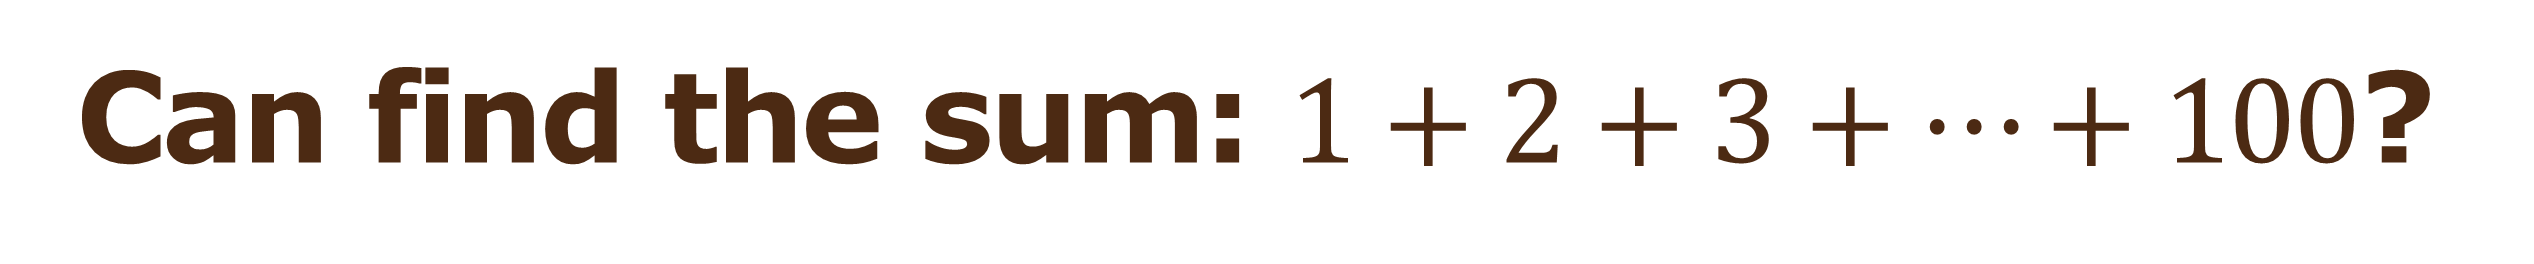 Can find the sum: 1 + 2 + 3 + ⋯ + 100?